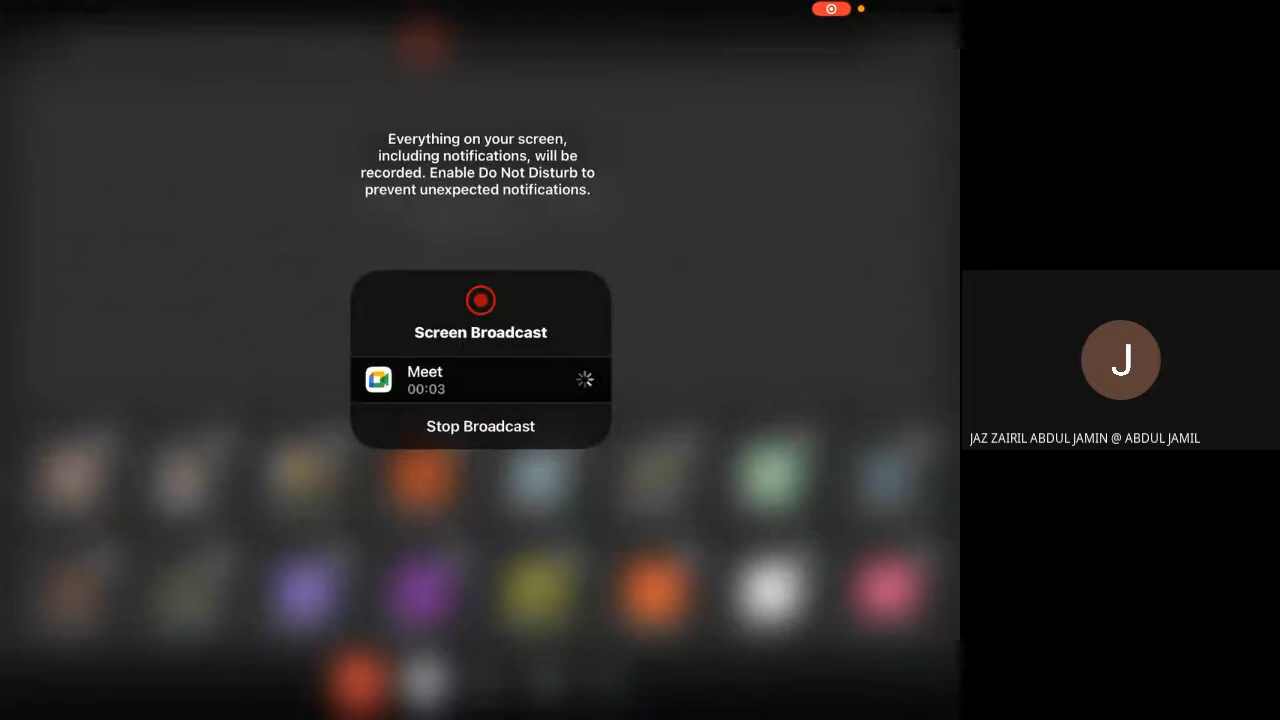 Everything on your screen,
including notifications, will be
recorded. Enable Do Not Disturb to
prevent unexpected notifications.
Screen Broadcast
Meet
00:03
Stop Broadcast
J
JAZ ZAIRIL ABDUL JAMIN @ ABDUL JAMIL